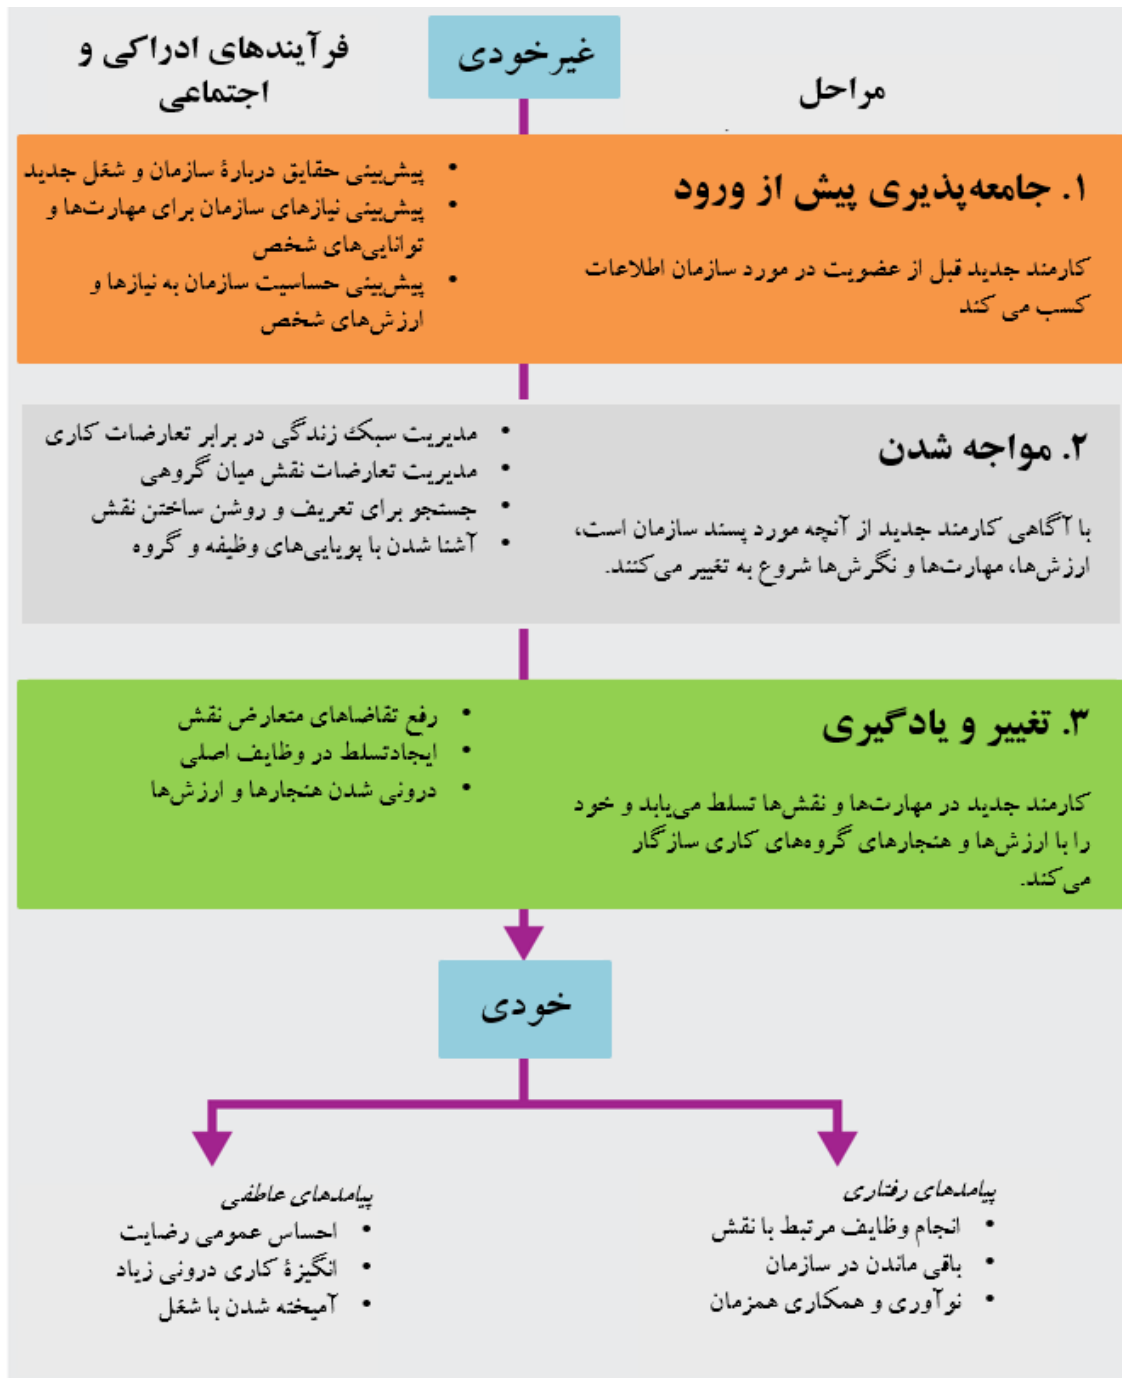 غیرخودی
مراحل
فرآیندهای ادراکی و
اجتماعی
۱. جامعه‌پذیری پیش از ورود
کارمند جدید قبل از عضویت در مورد سازمان اطلاعات
کسب می کند
• پیش‌بینی حقایق دربارۀ سازمان و شغل جدید
• پیش‌بینی نیازهای سازمان برای مهارت‌ها و
توانایی‌های شخص
• پیش‌بینی حساسیت سازمان به نیازها و
ارزش‌های شخص
۲. مواجه شدن
با آگاهی کارمند جدید از آنچه مورد پسند سازمان است،
ارزش‌ها، مهارت‌ها و نگرش‌ها شروع به تغییر می‌کنند.
• مدیریت سبک زندگی در برابر تعارضات کاری
• مدیریت تعارضات نقش میان گروهی
• جستجو برای تعریف و روشن ساختن نقش
• آشنا شدن با پویایی‌های وظیفه و گروه
۳. تغییر و یادگیری
کارمند جدید در مهارت‌ها و نقش‌ها تسلط می‌یابد و خود
را با ارزش‌ها و هنجارهای گروه‌های کاری سازگار
می‌کند.
• رفع تقاضاهای متعارض نقش
• ایجادتسلط در وظایف اصلی
• درونی شدن هنجارها و ارزش‌ها
خودی
پیامدهای رفتاری
• انجام وظایف مرتبط با نقش
• باقی ماندن در سازمان
• نوآوری و همکاری همزمان
پیامدهای عاطفی
• احساس عمومی رضایت
• انگیزۀ کاری درونی زیاد
• آمیخته شدن با شغل